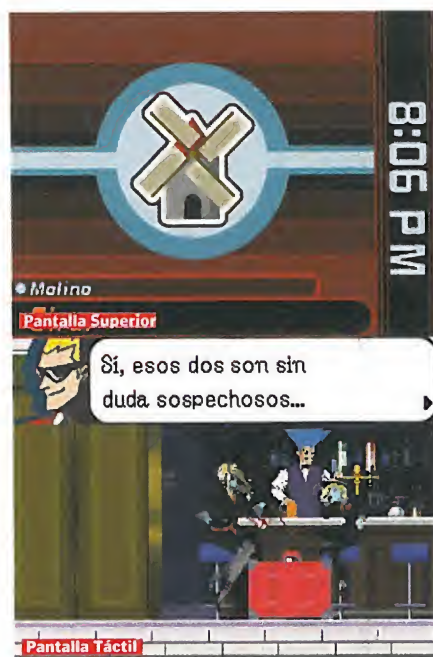 8:06 PM
Molino
Pantalla Superior
Sí, esos dos son sin
duda sospechosos...
Pantalla Táctil